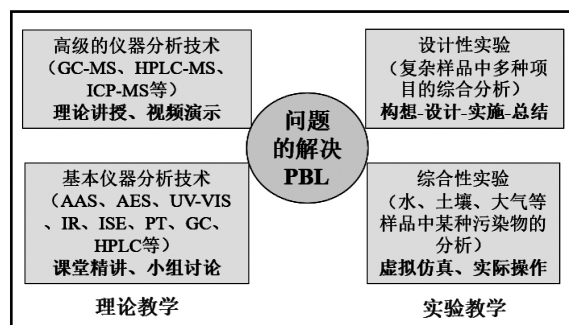 高级的仪器分析技术
（GC-MS、HPLC-MS、
ICP-MS等）
理论讲授、视频演示
设计性实验
（复杂样品中多种项
目的综合分析）
构想-设计-实施-总结
问题
的解决
PBL
基本仪器分析技术
（AAS、AES、UV-VIS
、IR、ISE、PT、GC、
HPLC等）
课堂精讲、小组讨论
综合性实验
（水、土壤、大气等
样品中某种污染物的
分析）
虚拟仿真、实际操作
理论教学
实验教学